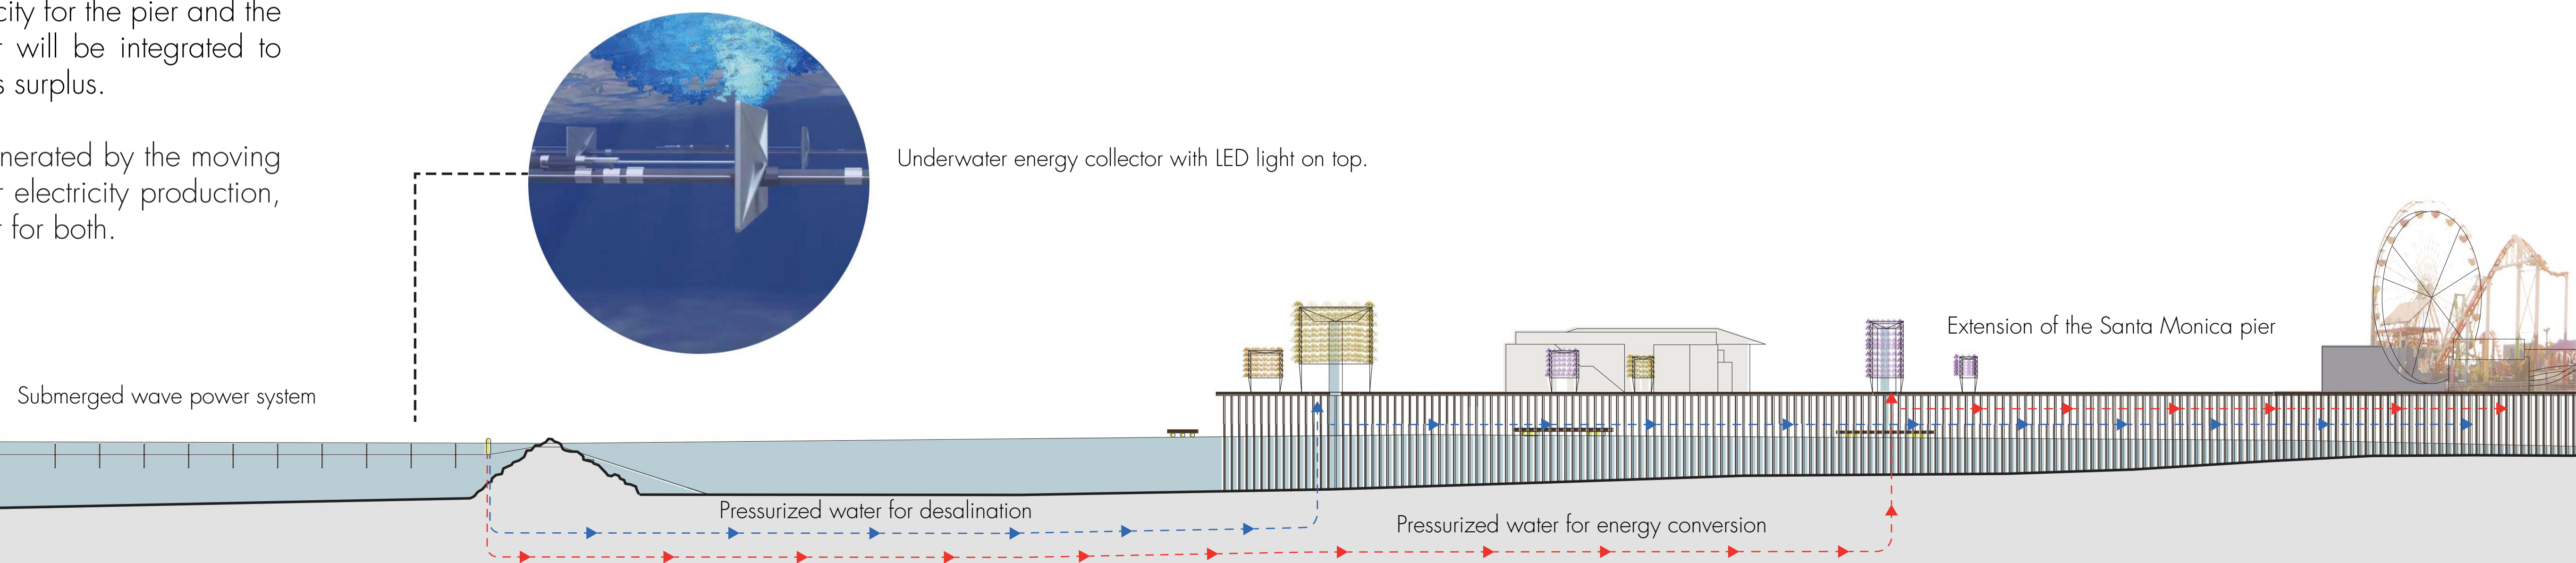 city for the pier and the
will be integrated to
s surplus.
nerated by the moving
electricity production,
for both.
Underwater energy collector with LED light on top.
Extension of the Santa Monica pier
Submerged wave power system
Pressurized water for desalination
Pressurized water for energy conversion